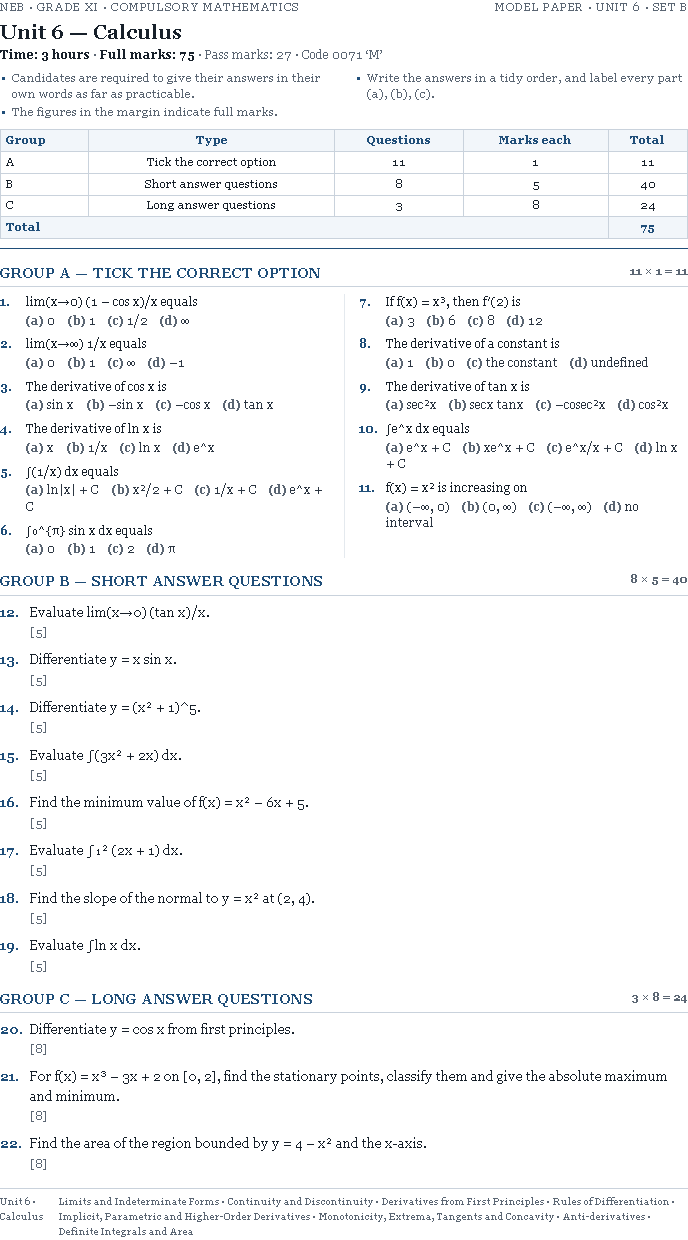 NEB · GRADE XI · COMPULSORY MATHEMATICS
MODEL PAPER · UNIT 6 · SET B
Unit 6 — Calculus
Time: 3 hours · Full marks: 75 · Pass marks: 27 · Code 0071 ‘M’
• Candidates are required to give their answers in their
own words as far as practicable.
• The figures in the margin indicate full marks.
• Write the answers in a tidy order, and label every part
(a), (b), (c).
Group Type Questions Marks each Total
A Tick the correct option 11 1 11
B Short answer questions 8 5 40
C Long answer questions 3 8 24
Total 75
GROUP A — TICK THE CORRECT OPTION 11 × 1 = 11
1. lim(x→0) (1 − cos x)/x equals
(a) 0 (b) 1 (c) 1/2 (d) ∞
2. lim(x→∞) 1/x equals
(a) 0 (b) 1 (c) ∞ (d) −1
3. The derivative of cos x is
(a) sin x (b) −sin x (c) −cos x (d) tan x
4. The derivative of ln x is
(a) x (b) 1/x (c) ln x (d) e^x
5. ∫(1/x) dx equals
(a) ln|x| + C (b) x²/2 + C (c) 1/x + C (d) e^x +
C
6. ∫₀^{π} sin x dx equals
(a) 0 (b) 1 (c) 2 (d) π
7. If f(x) = x³, then f′(2) is
(a) 3 (b) 6 (c) 8 (d) 12
8. The derivative of a constant is
(a) 1 (b) 0 (c) the constant (d) undefined
9. The derivative of tan x is
(a) sec²x (b) secx tanx (c) −cosec²x (d) cos²x
10. ∫e^x dx equals
(a) e^x + C (b) xe^x + C (c) e^x/x + C (d) ln x
+ C
11. f(x) = x² is increasing on
(a) (−∞, 0) (b) (0, ∞) (c) (−∞, ∞) (d) no
interval
GROUP B — SHORT ANSWER QUESTIONS 8 × 5 = 40
12. Evaluate lim(x→0) (tan x)/x.
[5]
13. Differentiate y = x sin x.
[5]
14. Differentiate y = (x² + 1)^5.
[5]
15. Evaluate ∫(3x² + 2x) dx.
[5]
16. Find the minimum value of f(x) = x² − 6x + 5.
[5]
17. Evaluate ∫₁² (2x + 1) dx.
[5]
18. Find the slope of the normal to y = x² at (2, 4).
[5]
19. Evaluate ∫ln x dx.
[5]
GROUP C — LONG ANSWER QUESTIONS 3 × 8 = 24
20. Differentiate y = cos x from first principles.
[8]
21. For f(x) = x³ − 3x + 2 on [0, 2], find the stationary points, classify them and give the absolute maximum
and minimum.
[8]
22. Find the area of the region bounded by y = 4 − x² and the x-axis.
[8]
Unit 6 ·
Calculus
Limits and Indeterminate Forms · Continuity and Discontinuity · Derivatives from First Principles · Rules of Differentiation ·
Implicit, Parametric and Higher-Order Derivatives · Monotonicity, Extrema, Tangents and Concavity · Anti-derivatives ·
Definite Integrals and Area